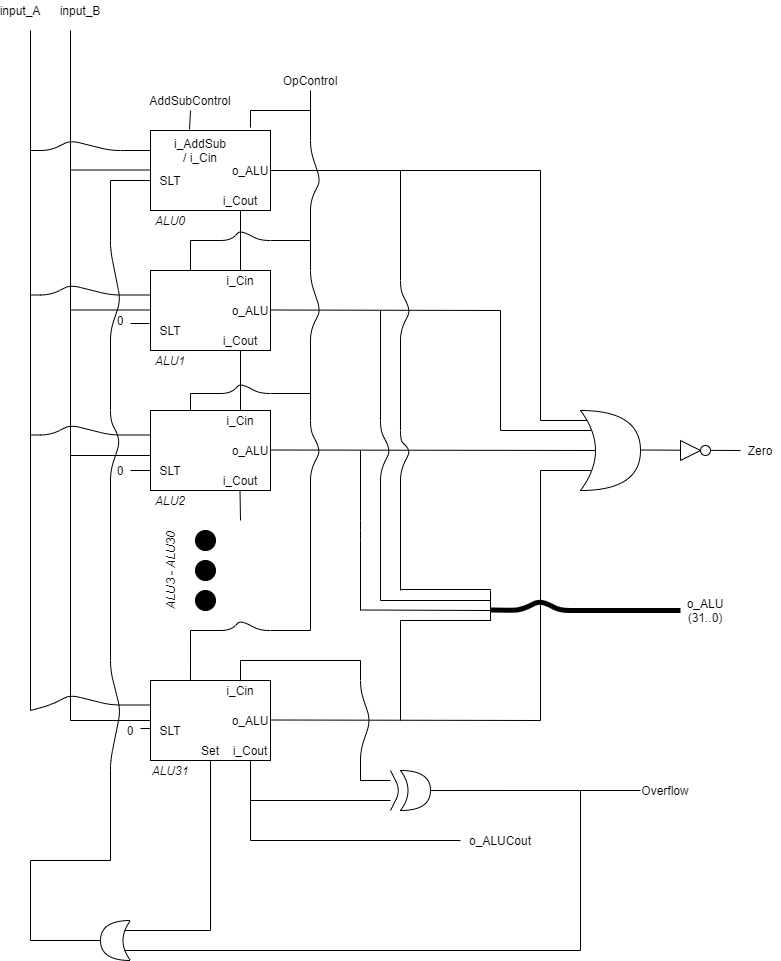 input_A
input_B
OpControl
AddSubControl
i_AddSub
/ i_Cin
o_ALU
SLT
i_Cout
ALU0
i_Cin
o_ALU
0
SLT
i_Cout
ALU1
i_Cin
o_ALU
Zero
0
SLT
i_Cout
ALU2
ALU3 - ALU30
o_ALU
(31..0)
i_Cin
o_ALU
0
SLT
Set
i_Cout
ALU31
Overflow
o_ALUCout